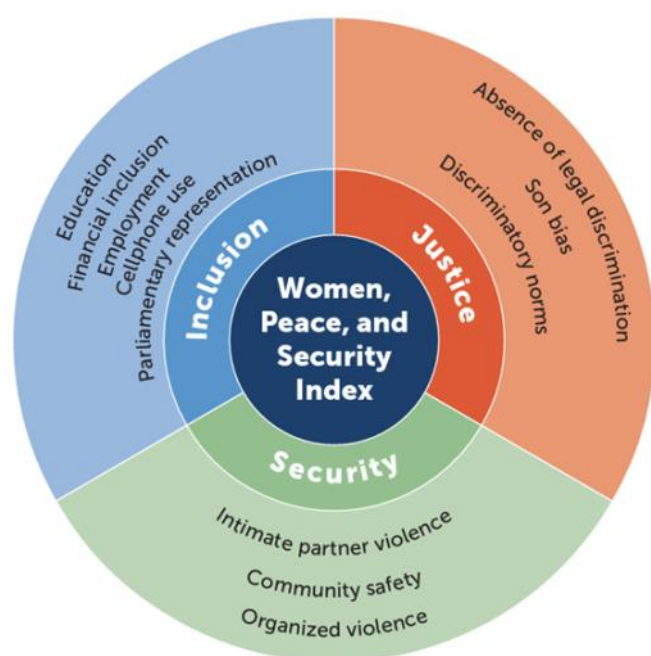 Education
Financial inclusion
Employment
Cellphone use
Parliamentary representation
Inclusion
Absence of legal discrimination
Son bias
Discriminatory norms
Justice
Women,
Peace, and
Security
Index
Security
Intimate partner violence
Community safety
Organized violence